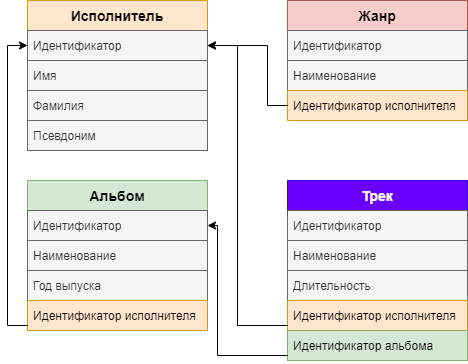 Исполнитель
Идентификатор
Имя
Фамилия
Псевдоним
Жанр
Идентификатор
Наименование
Идентификатор исполнителя
Альбом
Идентификатор
Наименование
Год выпуска
Идентификатор исполнителя
Трек
Идентификатор
Наименование
Длительность
Идентификатор исполнителя
Идентификатор альбома